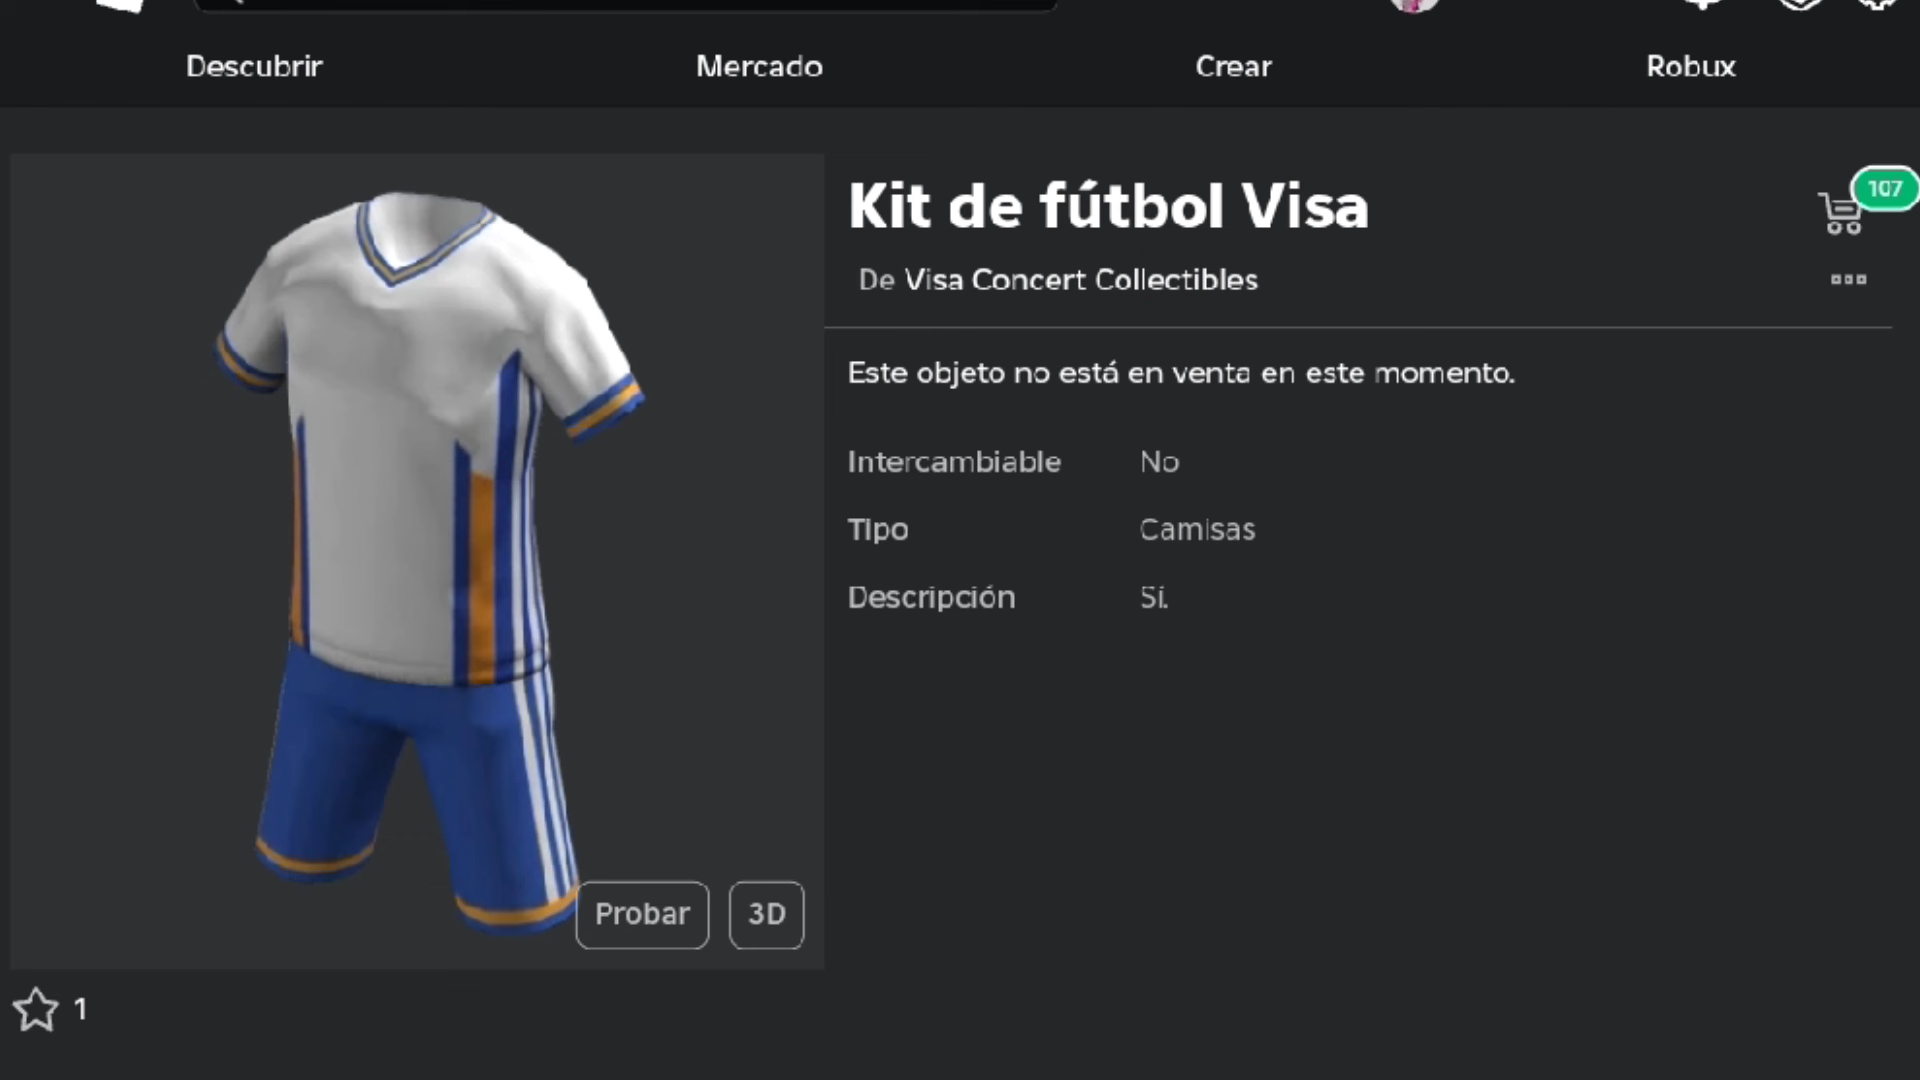 Descubrir
Mercado
Crear
Robux
Kit de fútbol Visa
107
De Visa Concert Collectibles
Este objeto no está en venta en este momento.
Intercambiable No
Tipo Camisas
Descripción Sí.
Probar
3D
1